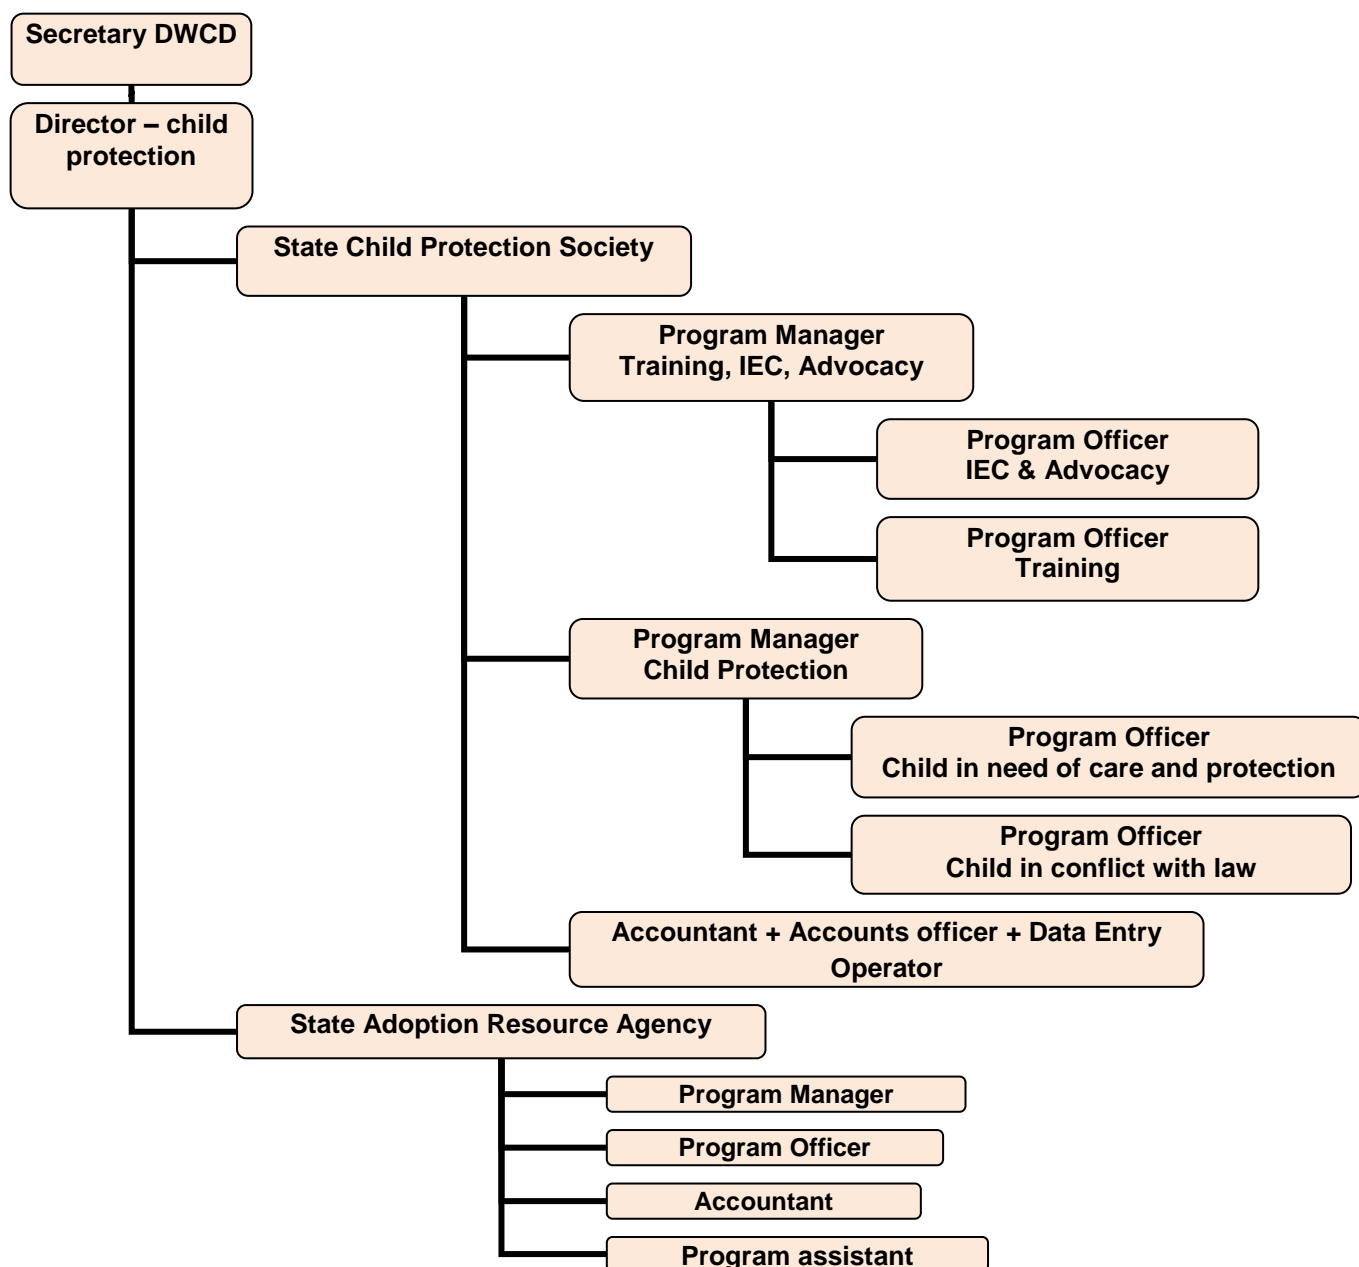 Secretary DWCD
Director – child
protection
State Child Protection Society
Program Manager
Training, IEC, Advocacy
Program Officer
IEC & Advocacy
Program Officer
Training
Program Manager
Child Protection
Program Officer
Child in need of care and protection
Program Officer
Child in conflict with law
Accountant + Accounts officer + Data Entry
Operator
State Adoption Resource Agency
Program Manager
Program Officer
Accountant
Program assistant